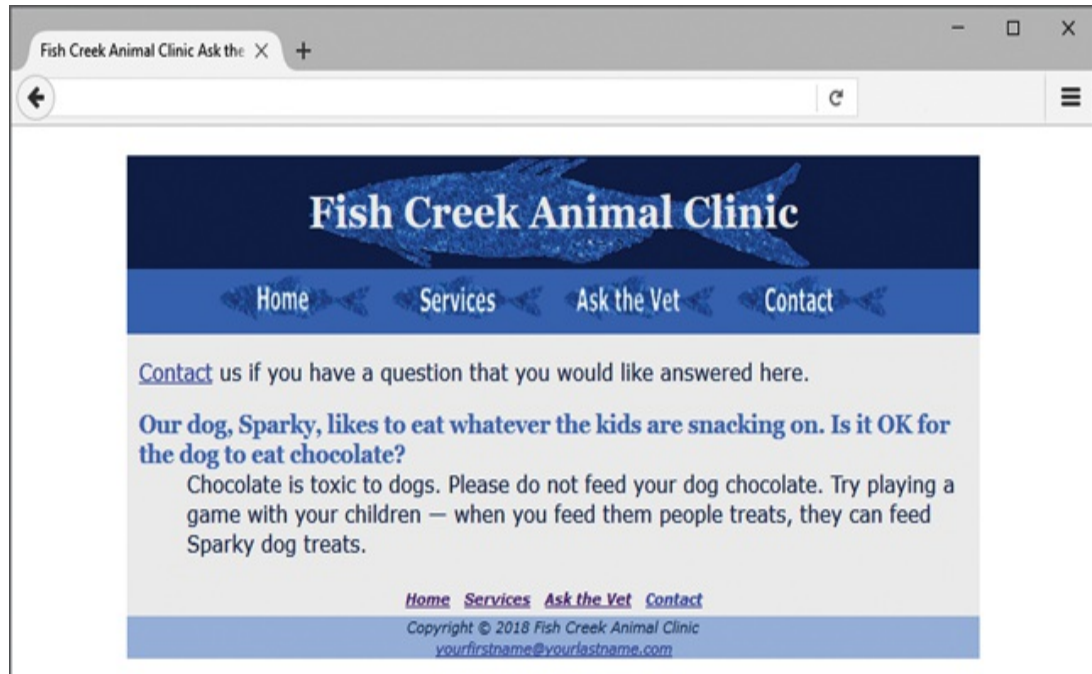 Fish Creek Animal Clinic Ask the
Fish Creek Animal Clinic
Home Services Ask the Vet Contact
Contact us if you have a question that you would like answered here.
Our dog, Sparky, likes to eat whatever the kids are snacking on. Is it OK for
the dog to eat chocolate?
Chocolate is toxic to dogs. Please do not feed your dog chocolate. Try playing a
game with your children — when you feed them people treats, they can feed
Sparky dog treats.
Home Services Ask the Vet Contact
Copyright © 2018 Fish Creek Animal Clinic
yourfirstname@yourlastname.com